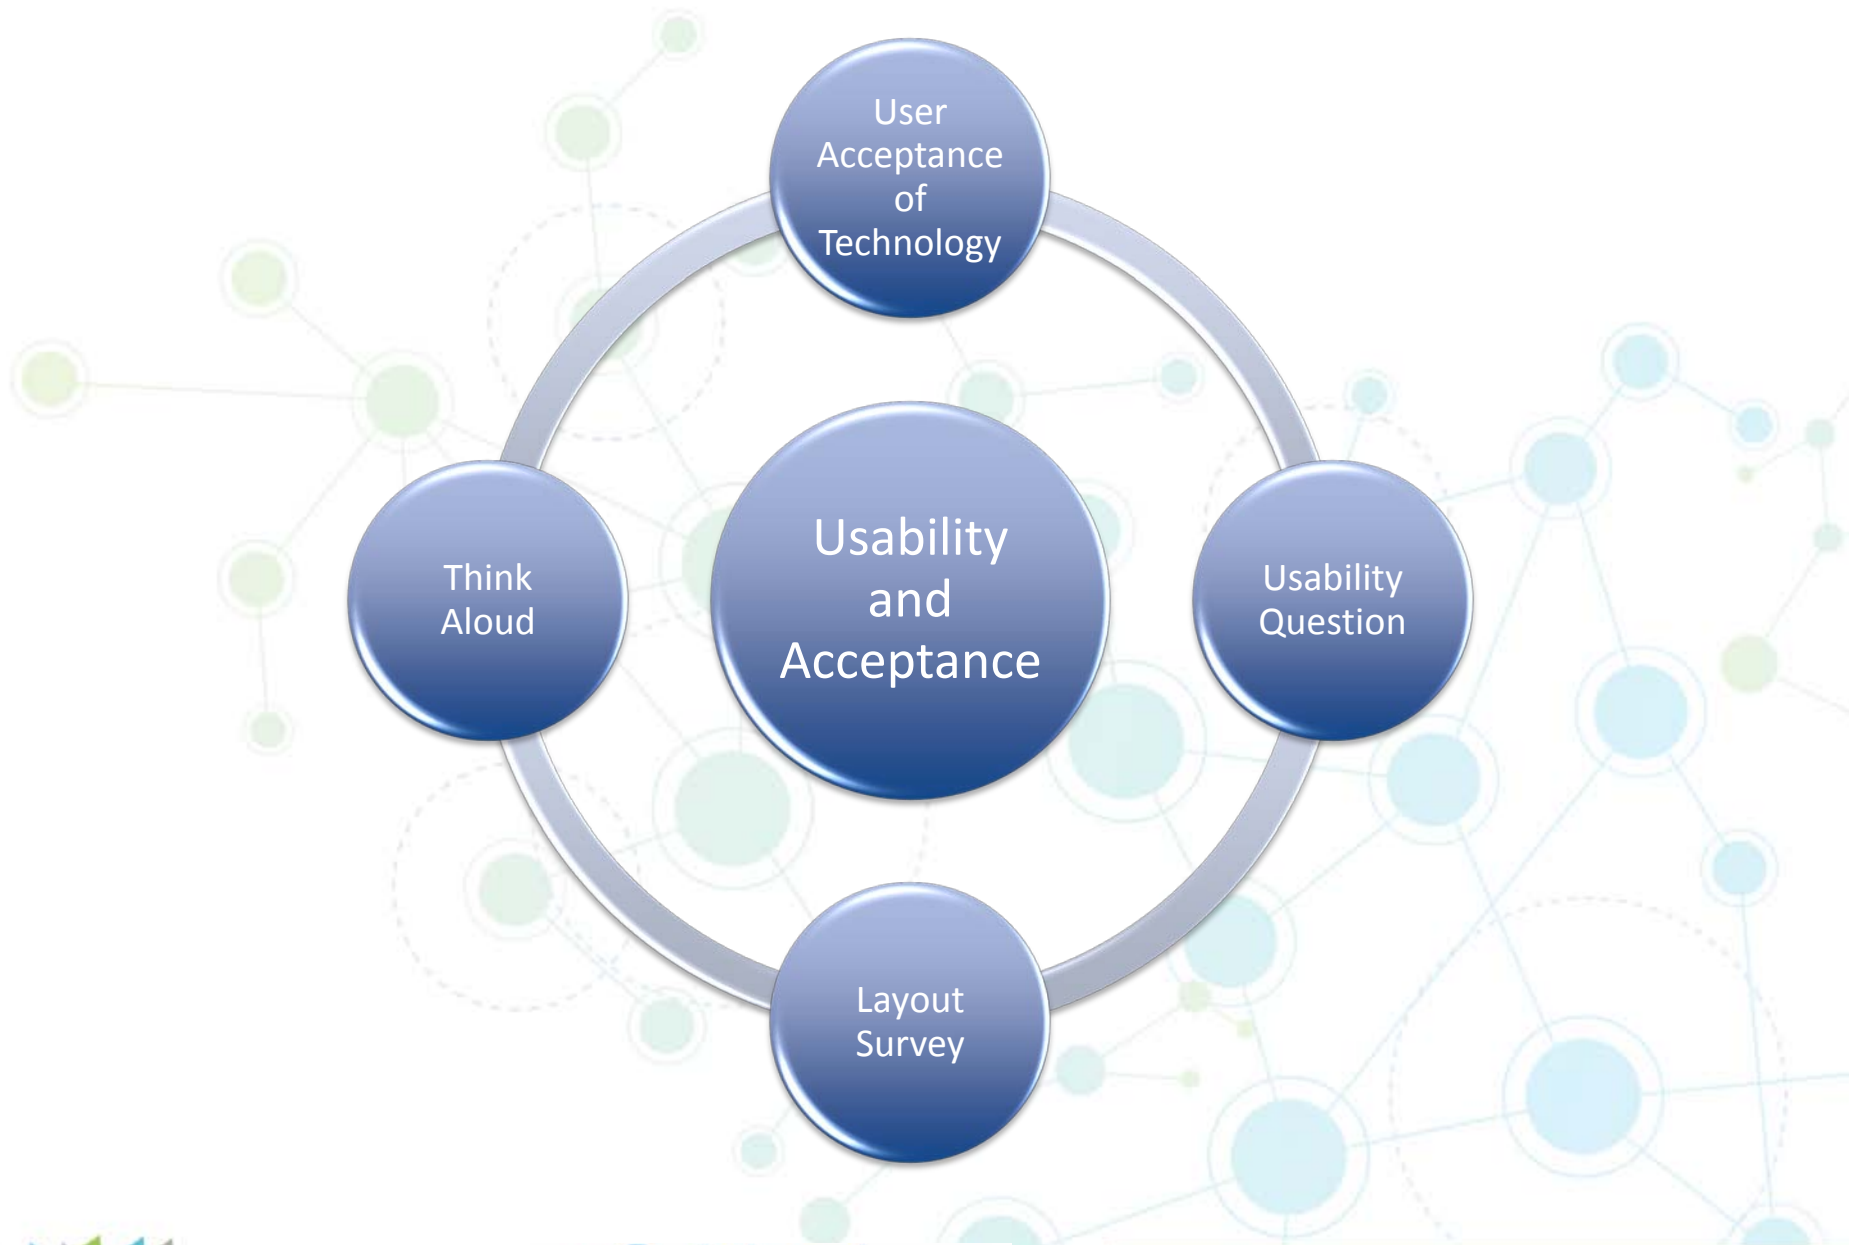 User
Acceptance
of
Technology
Think
Aloud
Usability
and
Acceptance
Usability
Question
Layout
Survey